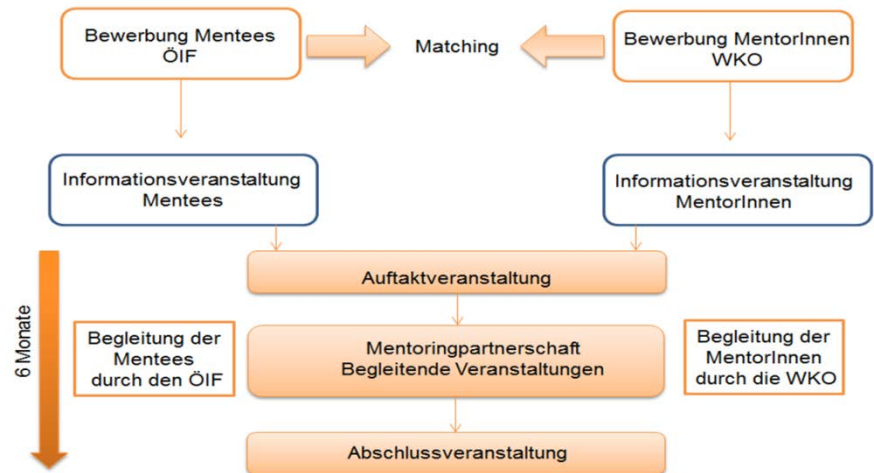 Bewerbung Mentees
ÖIF
Matching
Bewerbung MentorInnen
WKO
Informationsveranstaltung
Mentees
Informationsveranstaltung
MentorInnen
Auftaktveranstaltung
6 Monate
Begleitung der
Mentees
durch den ÖIF
Mentoringpartnerschaft
Begleitende Veranstaltungen
Begleitung der
MentorInnen
durch die WKO
Abschlussveranstaltung